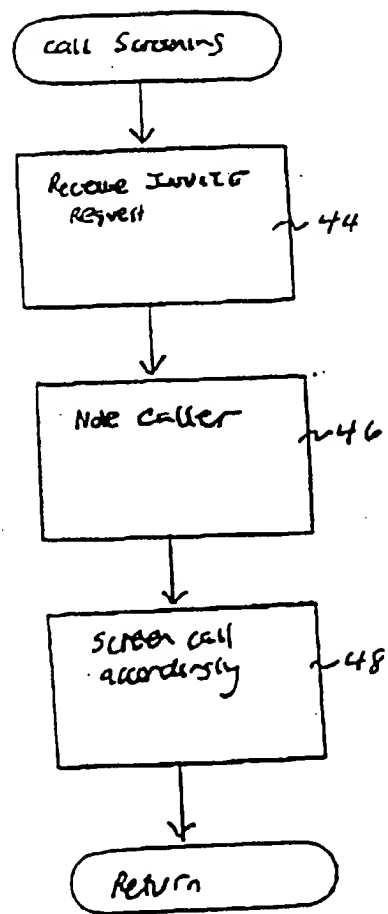 Call Screening
Receive INVITE
Request
44
Note Caller
46
Screen call
accordingly
48
Return